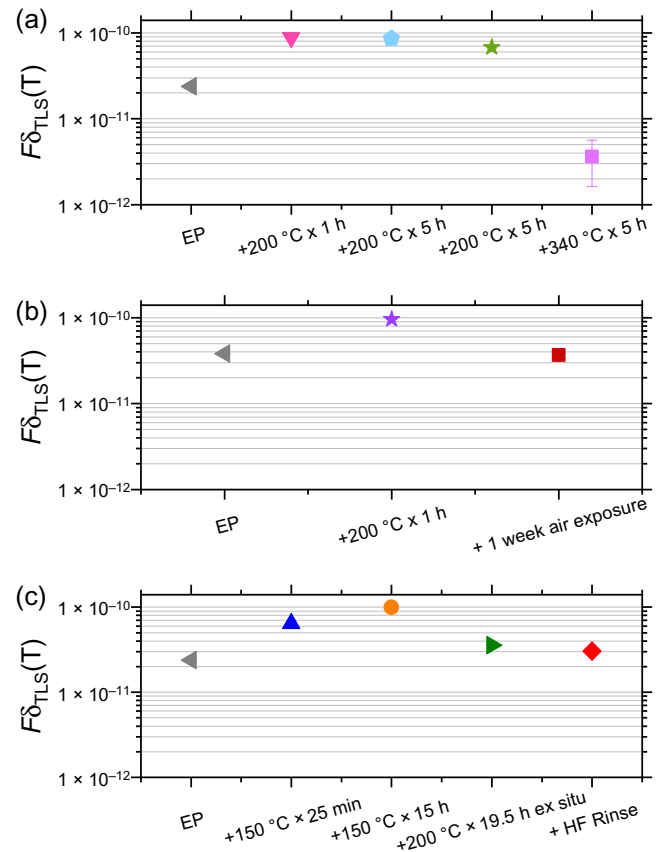 (a)
1 × 10⁻¹⁰
1 × 10⁻¹¹
1 × 10⁻¹²
FδTLS(T)
EP
+200 °C x 1 h
+200 °C x 5 h
+200 °C x 5 h
+340 °C x 5 h
(b)
1 × 10⁻¹⁰
1 × 10⁻¹¹
1 × 10⁻¹²
FδTLS(T)
EP
+200 °C x 1 h
+ 1 week air exposure
(c)
1 × 10⁻¹⁰
1 × 10⁻¹¹
1 × 10⁻¹²
FδTLS(T)
EP
+150 °C × 25 min
+150 °C × 15 h
+200 °C × 19.5 h ex situ
+ HF Rinse